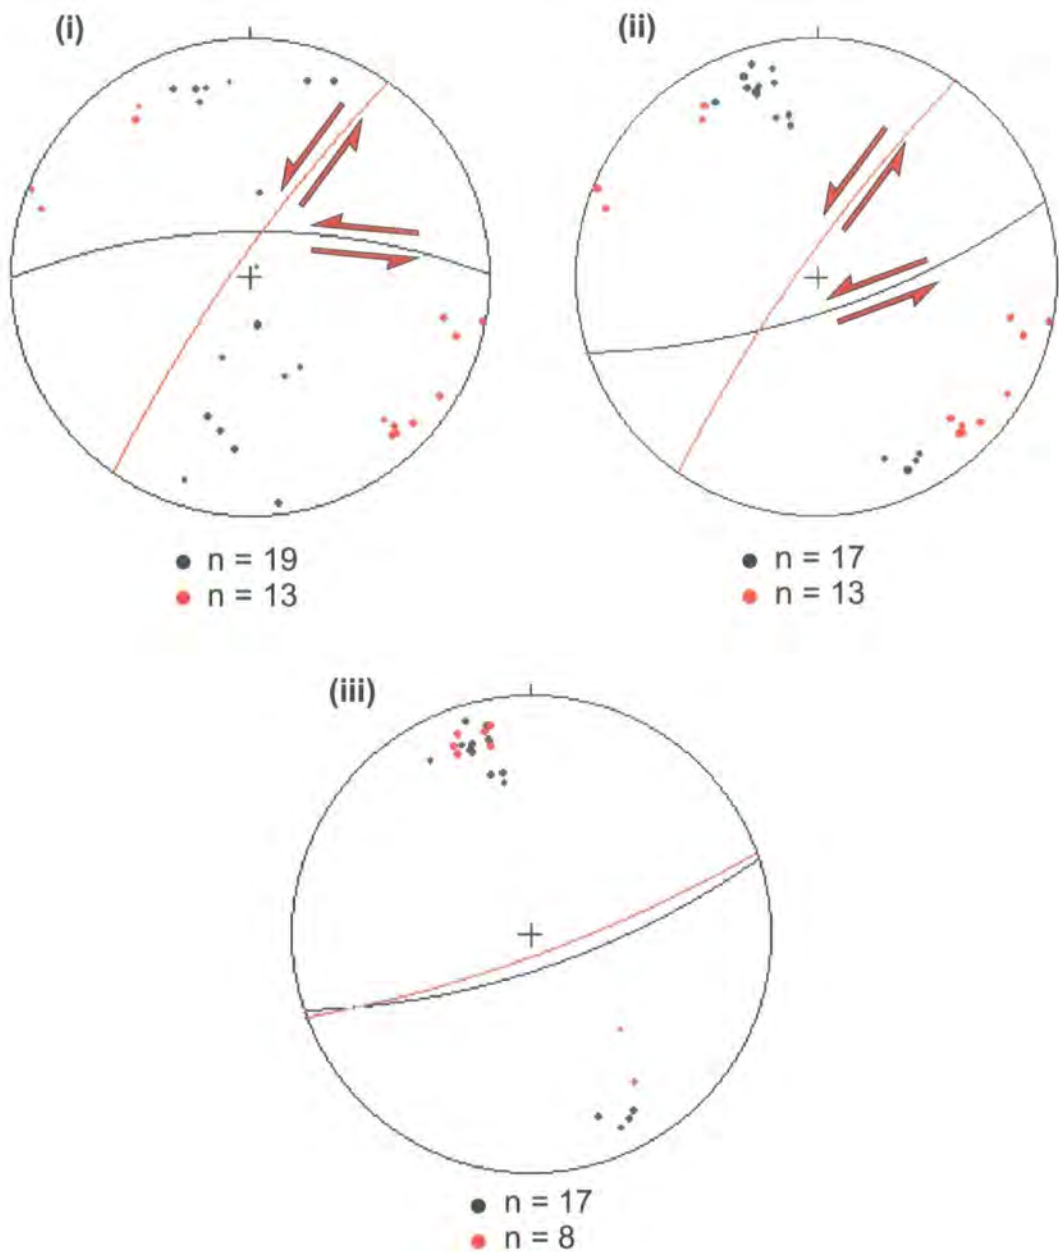 (i)
(ii)
n = 19
n = 13
n = 17
n = 13
(iii)
n = 17
n = 8